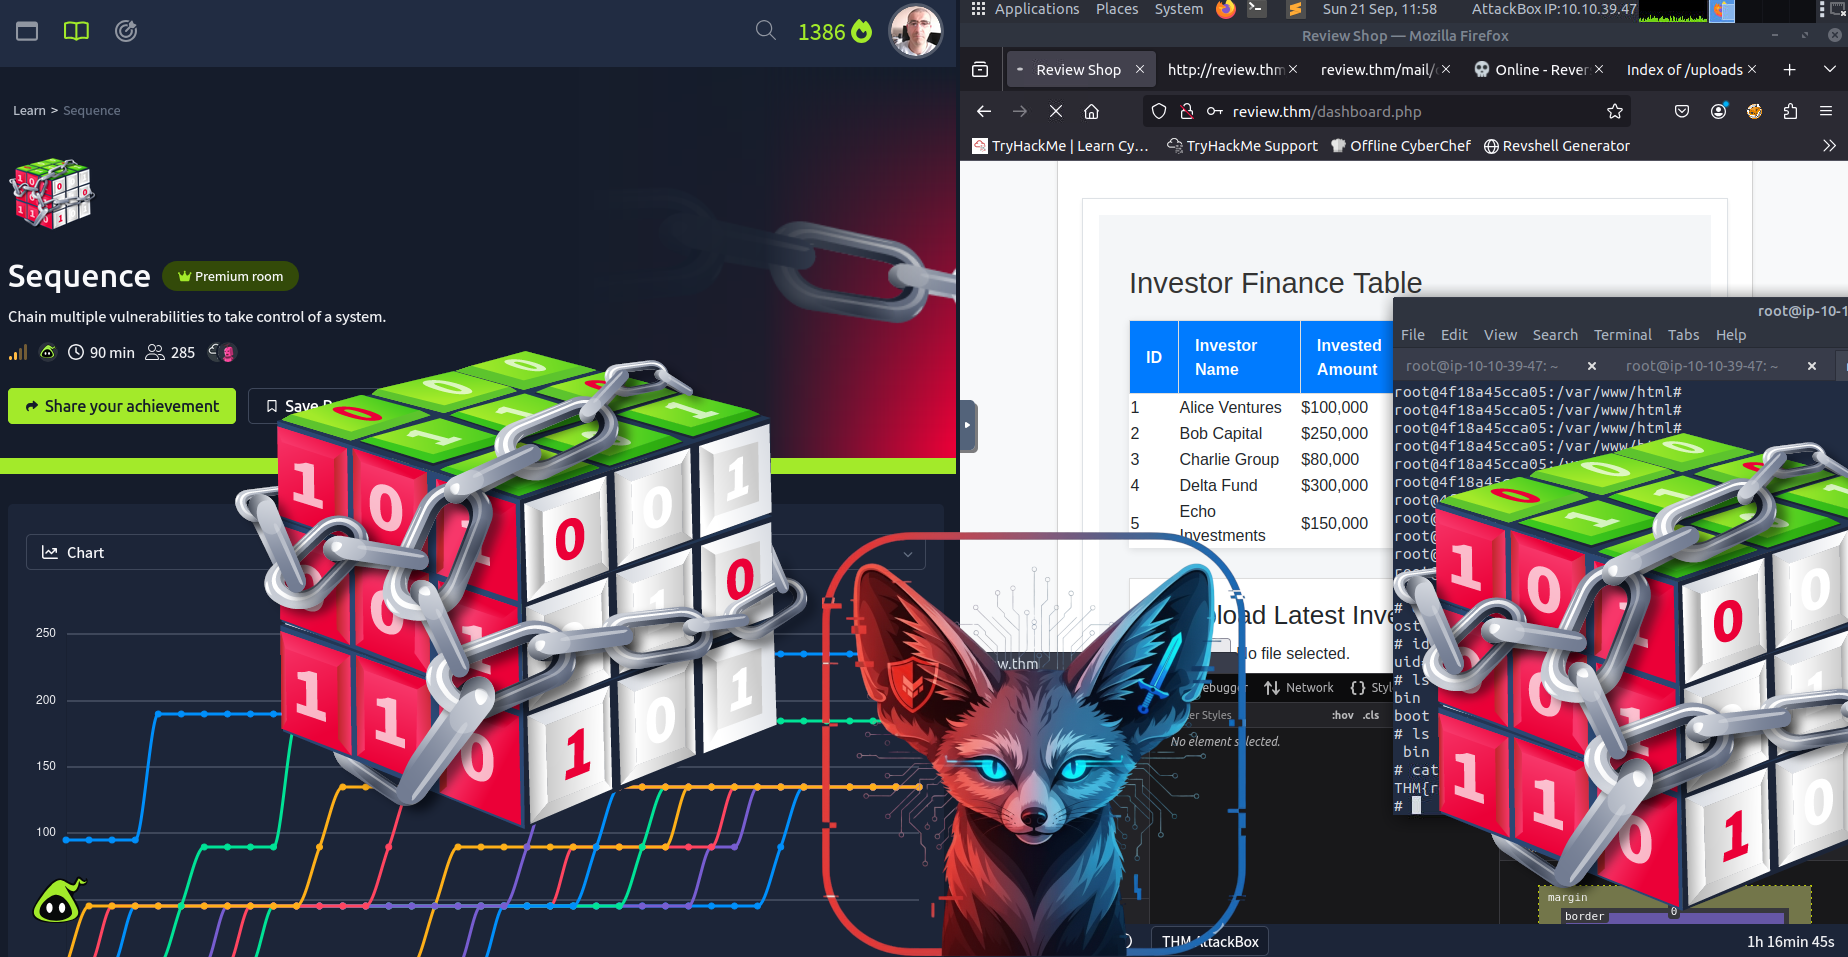 1386
Learn > Sequence
Sequence
Premium room
Chain multiple vulnerabilities to take control of a system.
90 min
285
Share your achievement
Save
Chart
250
200
150
100
Applications Places System
Sun 21 Sep, 11:58
AttackBox IP:10.10.39.47
Review Shop — Mozilla Firefox
Review Shop
http://review.thm
review.thm/mail/
Online - Rever
Index of /uploads
review.thm/dashboard.php
TryHackMe | Learn Cy…
TryHackMe Support
Offline CyberChef
Revshell Generator
Investor Finance Table
ID Investor Name Invested Amount
1 Alice Ventures $100,000
2 Bob Capital $250,000
3 Charlie Group $80,000
4 Delta Fund $300,000
5 Echo Investments $150,000
load Latest Inve
No file selected.
w.thm
ebugger
Network
{} Styl
er Styles
:hov .cls
No element selected.
root@ip-10-1
File Edit View Search Terminal Tabs Help
root@ip-10-10-39-47: ~
root@ip-10-10-39-47: ~
root@4f18a45cca05:/var/www/html#
root@4f18a45cca05:/var/www/html#
root@4f18a45cca05:/var/www/html#
root@4f18a45cca05:/var/www/html#
root@4f18a45cca05:/
root@4f18a45cca
root@4f
root@
root@
root@
#
ost
# id
uid
# ls
bin
boot
# ls
bin
# cat
THM{r
#
margin
border
0
THM AttackBox
1h 16min 45s